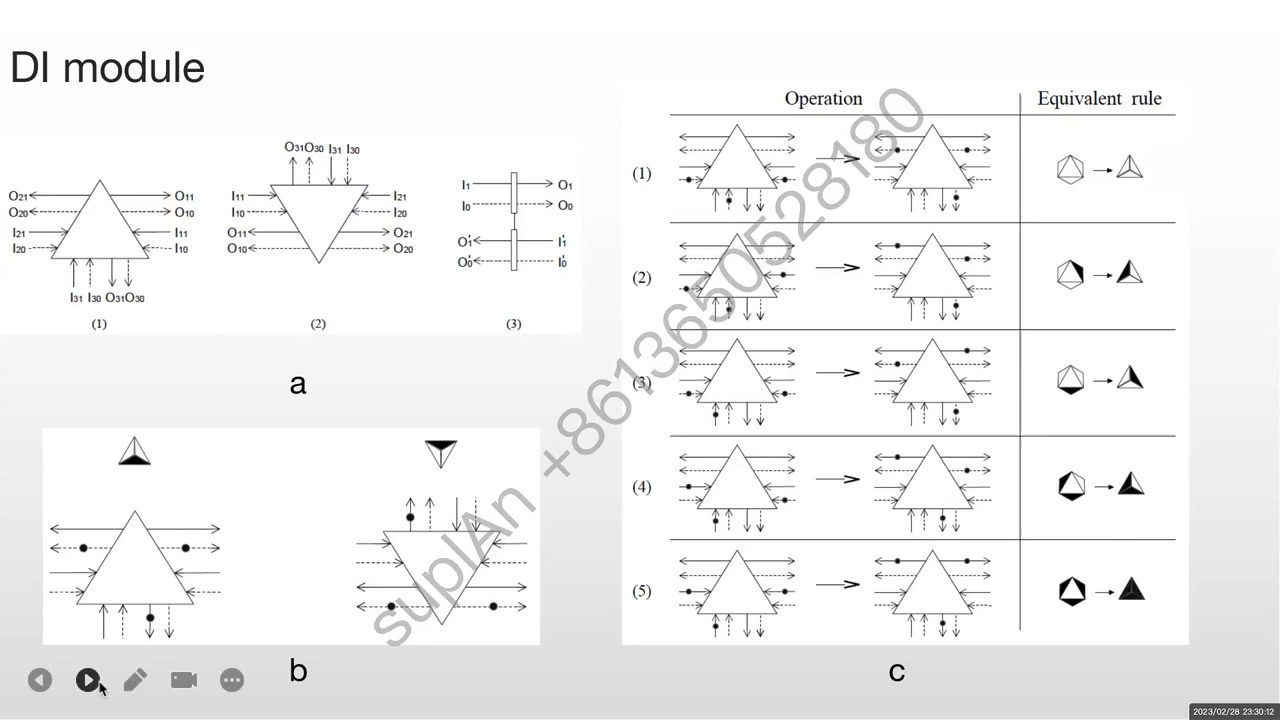 DI module
O31 O30 I31 I30
O21 O11
O20 O10
I21 I11
I20 I10
I31 I30 O31 O30
(1)
I11 I21
I10 I20
O11 O21
O10 O20
(2)
I1 O1
I0 O0
O'1 I'1
O'0 I'0
(3)
a
b
Operation Equivalent rule
(1)
(2)
(3)
(4)
(5)
c
suplAn +8613650528180
2023/02/28 23:30:12